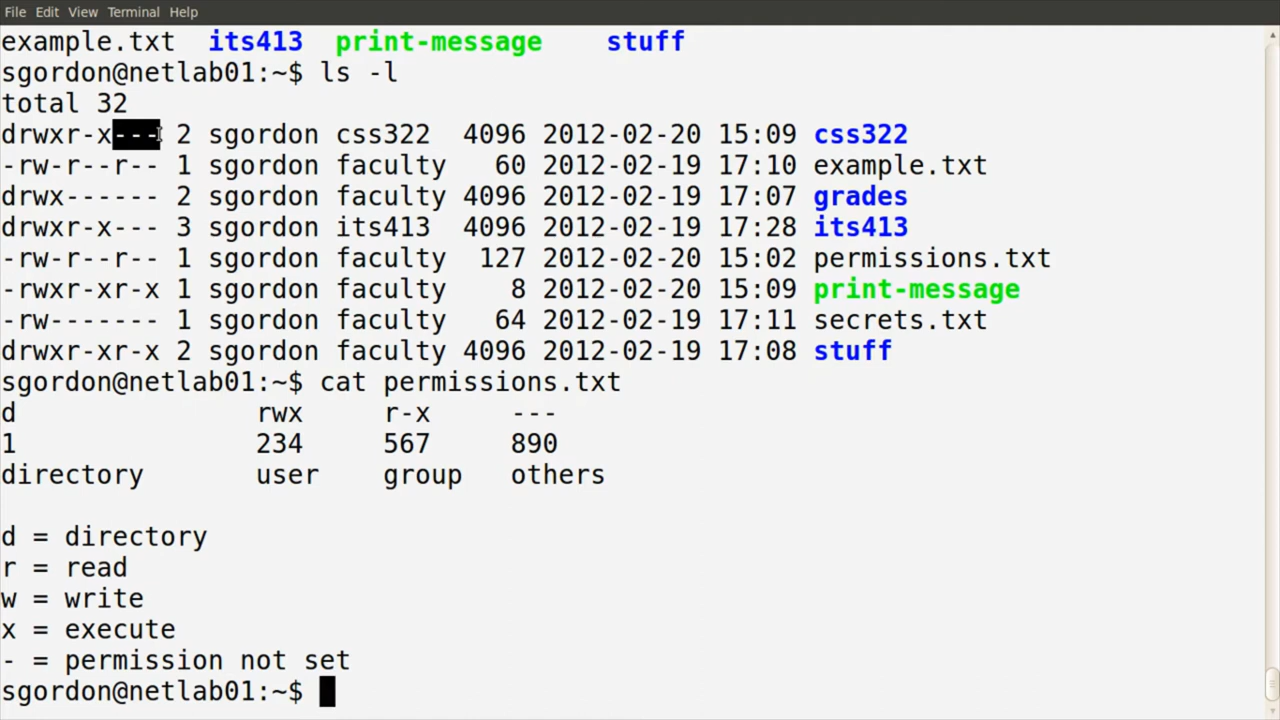 File Edit View Terminal Help
example.txt  its413  print-message    stuff
sgordon@netlab01:~$ ls -l
total 32
drwxr-x--- 2 sgordon css322  4096 2012-02-20 15:09 css322
-rw-r--r-- 1 sgordon faculty   60 2012-02-19 17:10 example.txt
drwx------ 2 sgordon faculty 4096 2012-02-19 17:07 grades
drwxr-x--- 3 sgordon its413  4096 2012-02-19 17:28 its413
-rw-r--r-- 1 sgordon faculty  127 2012-02-20 15:02 permissions.txt
-rwxr-xr-x 1 sgordon faculty    8 2012-02-20 15:09 print-message
-rw------- 1 sgordon faculty   64 2012-02-19 17:11 secrets.txt
drwxr-xr-x 2 sgordon faculty 4096 2012-02-19 17:08 stuff
sgordon@netlab01:~$ cat permissions.txt
d               rwx     r-x     ---
1               234     567     890
directory       user    group   others

d = directory
r = read
w = write
x = execute
- = permission not set
sgordon@netlab01:~$